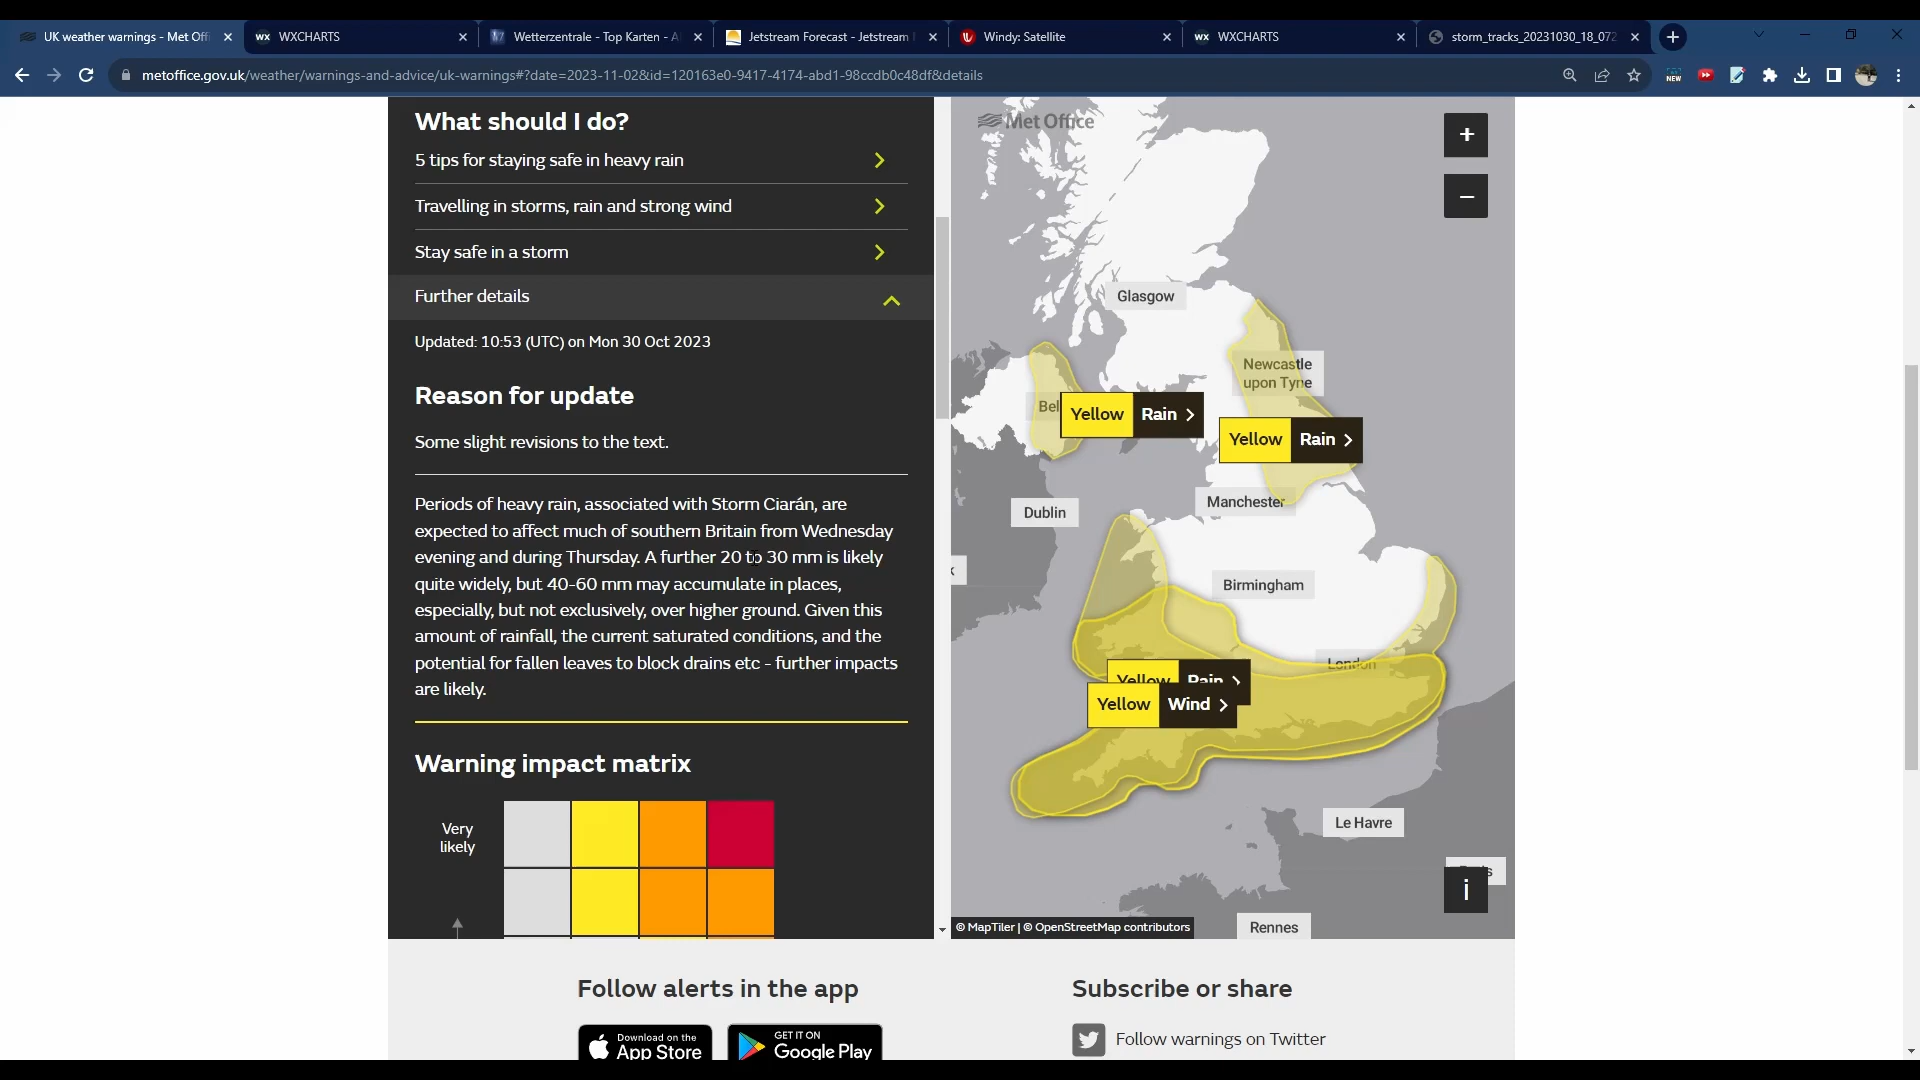 UK weather warnings - Met Off
WXCHARTS
Wetterzentrale - Top Karten - A
Jetstream Forecast - Jetstream
Windy: Satellite
WXCHARTS
storm_tracks_20231030_18_072
metoffice.gov.uk/weather/warnings-and-advice/uk-warnings#?date=2023-11-02&id=120163e0-9417-4174-abd1-98ccdb0c48df&details
NEW
What should I do?
5 tips for staying safe in heavy rain
Travelling in storms, rain and strong wind
Stay safe in a storm
Further details
Updated: 10:53 (UTC) on Mon 30 Oct 2023
Reason for update
Some slight revisions to the text.
Periods of heavy rain, associated with Storm Ciarán, are
expected to affect much of southern Britain from Wednesday
evening and during Thursday. A further 20 to 30 mm is likely
quite widely, but 40-60 mm may accumulate in places,
especially, but not exclusively, over higher ground. Given this
amount of rainfall, the current saturated conditions, and the
potential for fallen leaves to block drains etc - further impacts
are likely.
Warning impact matrix
Very
likely
Met Office
+
−
Glasgow
Newcastle
upon Tyne
Bel
Yellow Rain
Yellow Rain
Manchester
Dublin
k
Birmingham
London
Yellow Rain
Yellow Wind
Le Havre
s
i
Rennes
© MapTiler | © OpenStreetMap contributors
Follow alerts in the app
Download on the
App Store
GET IT ON
Google Play
Subscribe or share
Follow warnings on Twitter